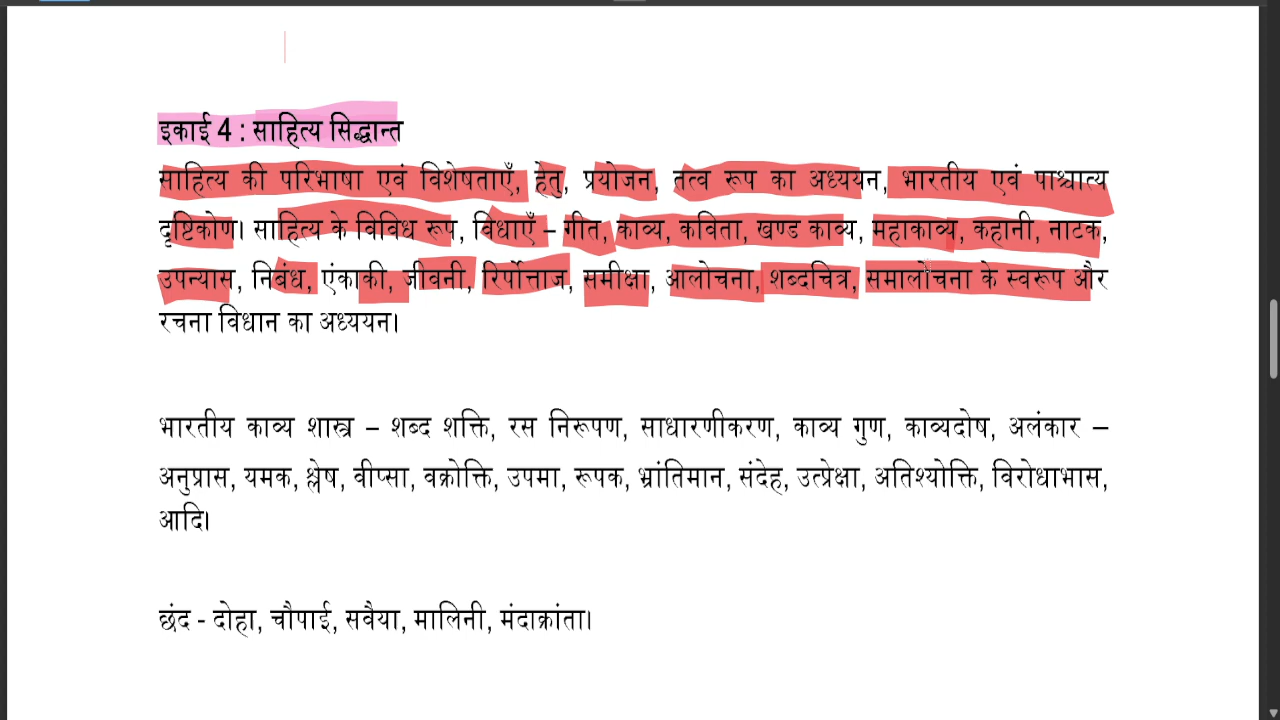 इकाई 4 : साहित्य सिद्धान्त
साहित्य की परिभाषा एवं विशेषताएँ, हेतु, प्रयोजन, तत्व रूप का अध्ययन, भारतीय एवं पाश्चात्य
दृष्टिकोण। साहित्य के विविध रूप, विधाएँ – गीत, काव्य, कविता, खण्ड काव्य, महाकाव्य, कहानी, नाटक,
उपन्यास, निबंध, एंकाकी, जीवनी, रिर्पोत्ताज, समीक्षा, आलोचना, शब्दचित्र, समालोचना के स्वरूप और
रचना विधान का अध्ययन।
भारतीय काव्य शास्त्र – शब्द शक्ति, रस निरूपण, साधारणीकरण, काव्य गुण, काव्यदोष, अलंकार –
अनुप्रास, यमक, श्लेष, वीप्सा, वक्रोक्ति, उपमा, रूपक, भ्रांतिमान, संदेह, उत्प्रेक्षा, अतिश्योक्ति, विरोधाभास,
आदि।
छंद - दोहा, चौपाई, सवैया, मालिनी, मंदाक्रांता।